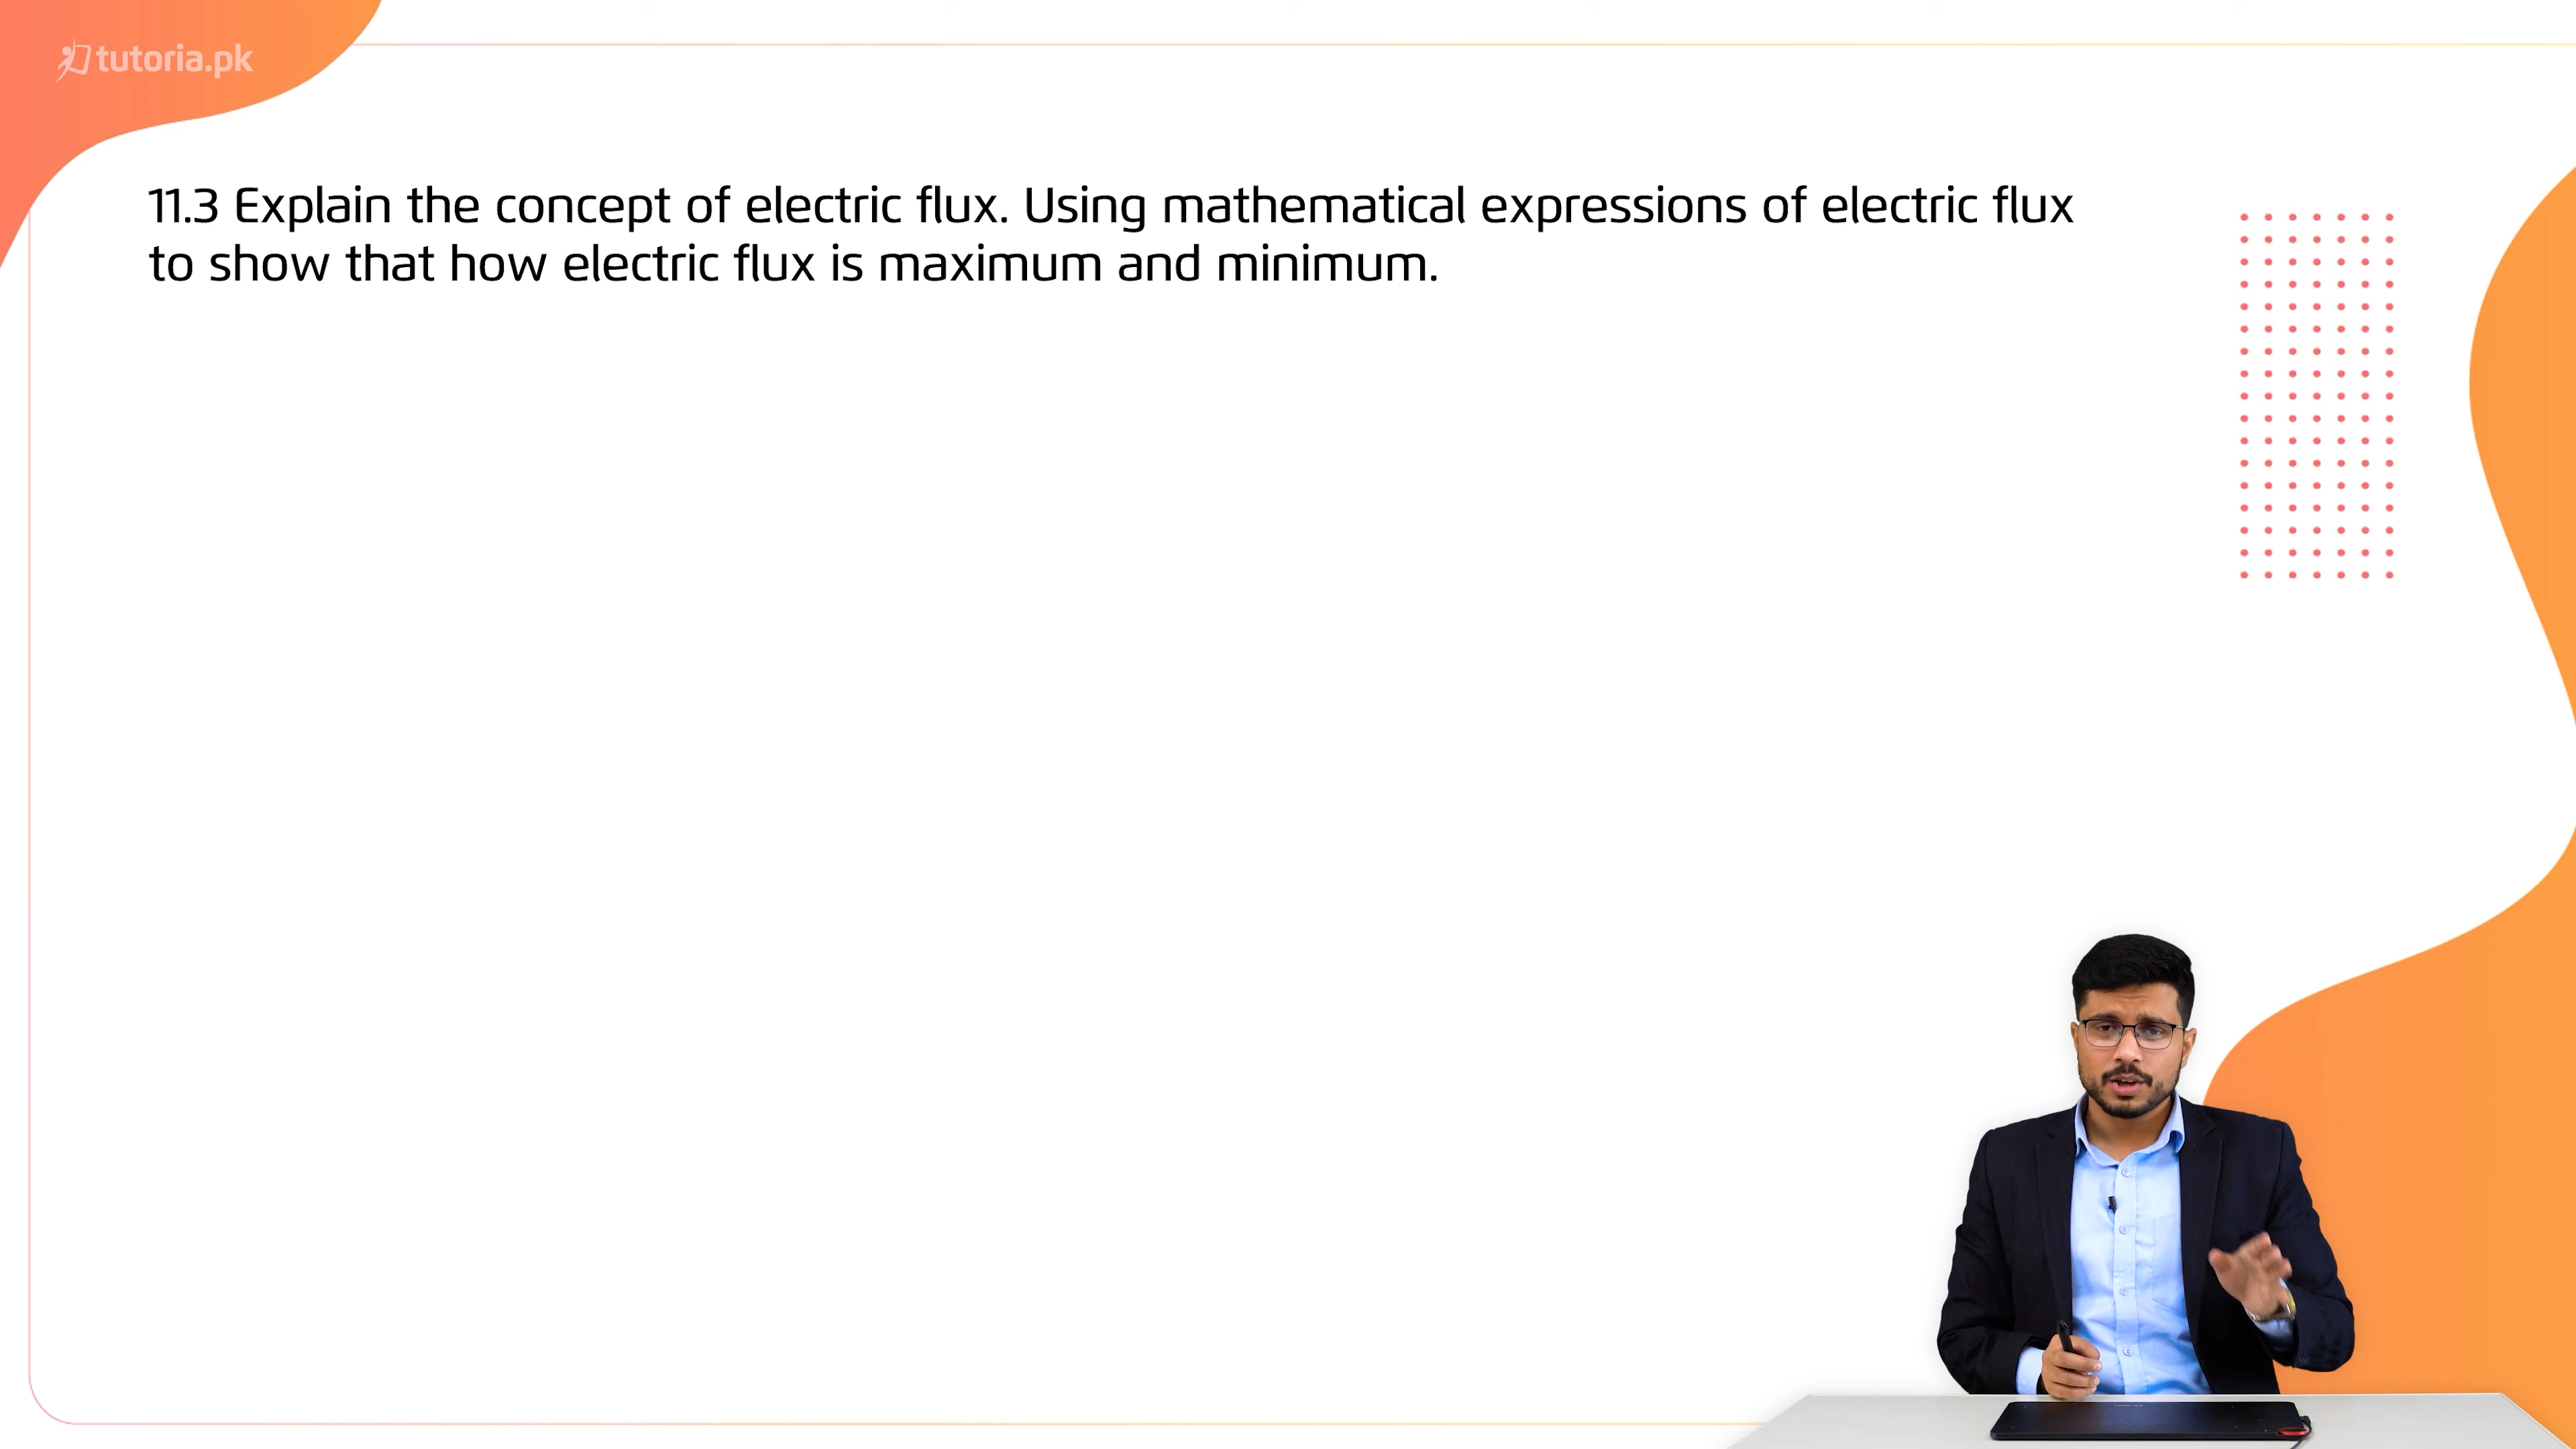 tutoria.pk
11.3 Explain the concept of electric flux. Using mathematical expressions of electric flux
to show that how electric flux is maximum and minimum.